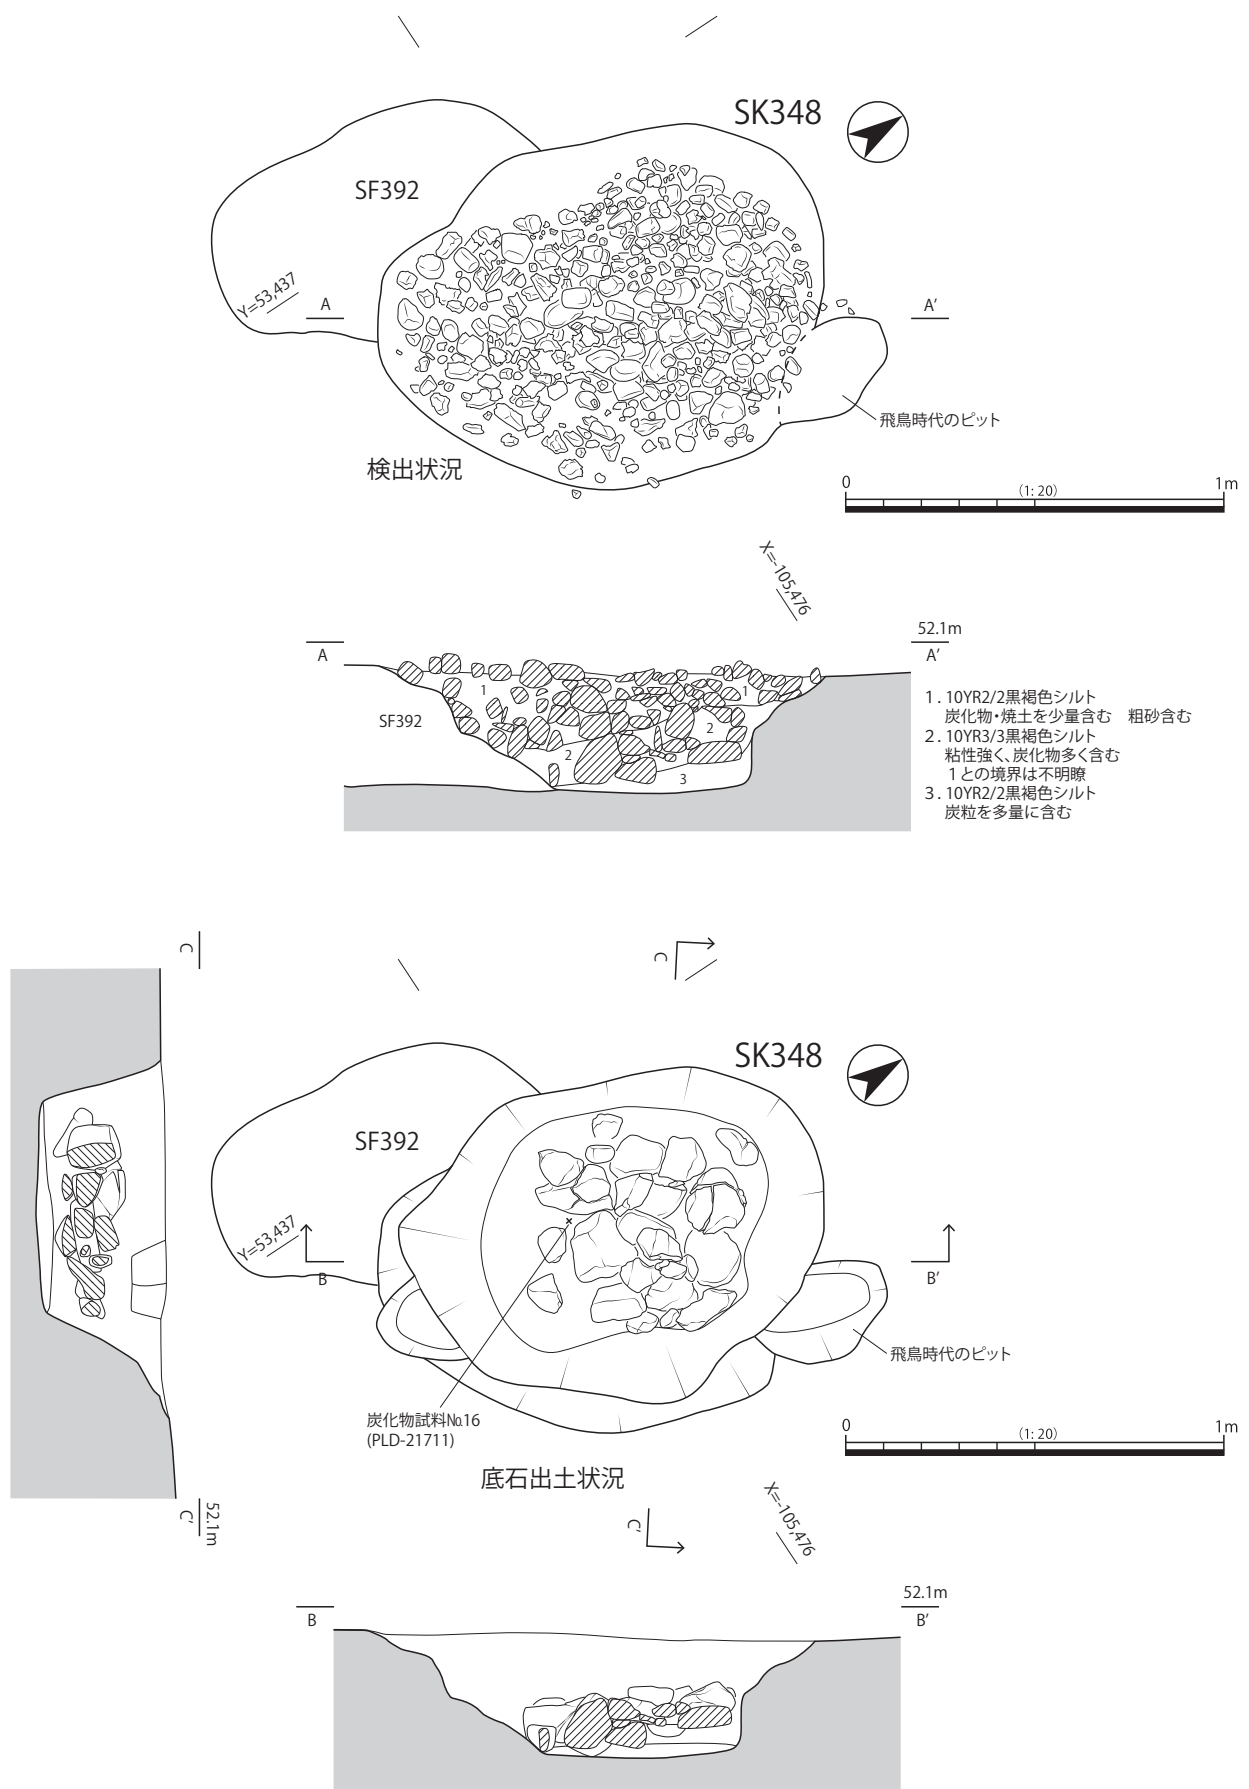 SK348
SF392
Y=53,437
A
A'
飛鳥時代のピット
検出状況
0
1m
(1:20)
X=-105,476
52.1m
A
A'
SF392
1
1
2
2
3
1. 10YR2/2黒褐色シルト
炭化物・焼土を少量含む 粗砂含む
2. 10YR3/3黒褐色シルト
粘性強く、炭化物多く含む
1との境界は不明瞭
3. 10YR2/2黒褐色シルト
炭粒を多量に含む
C
C
SK348
SF392
Y=53,437
B
B'
飛鳥時代のピット
炭化物試料№16
(PLD-21711)
0
1m
(1:20)
底石出土状況
C'
52.1m
C'
X=-105,476
52.1m
B
B'